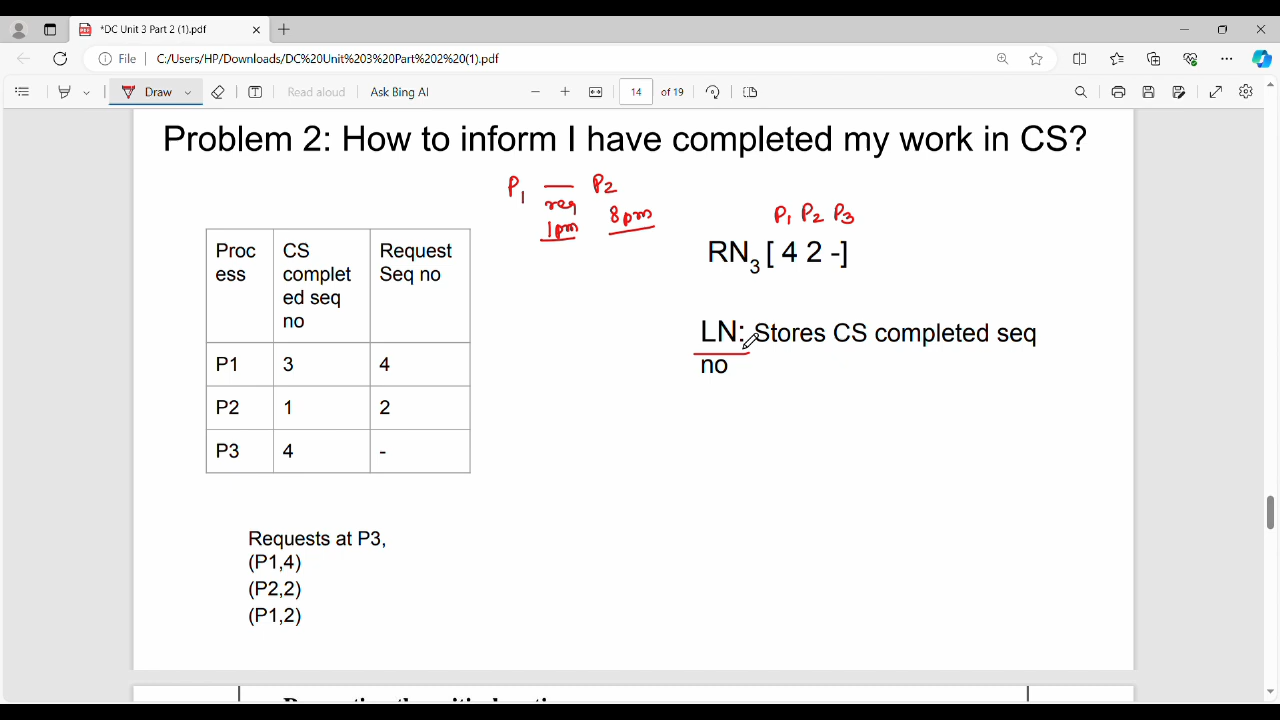 *DC Unit 3 Part 2 (1).pdf
File C:/Users/HP/Downloads/DC%20Unit%203%20Part%202%20(1).pdf
Draw Read aloud Ask Bing AI 14 of 19
Problem 2: How to inform I have completed my work in CS?
P1 — P2
req 8pm
1pm
P1 P2 P3
RN3 [ 4 2 -]
LN: Stores CS completed seq
no
Proc CS Request
ess complet Seq no
ed seq
no
P1 3 4
P2 1 2
P3 4 -
Requests at P3,
(P1,4)
(P2,2)
(P1,2)